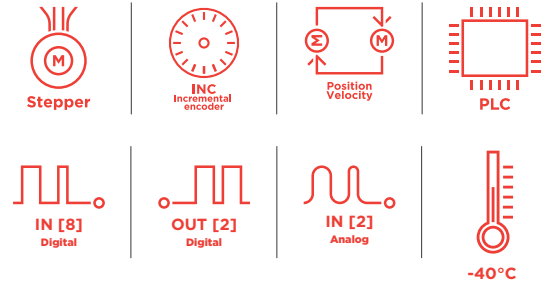 M
Stepper
INC
Incremental
encoder
Σ
M
Position
Velocity
PLC
IN [8]
Digital
OUT [2]
Digital
IN [2]
Analog
-40°C